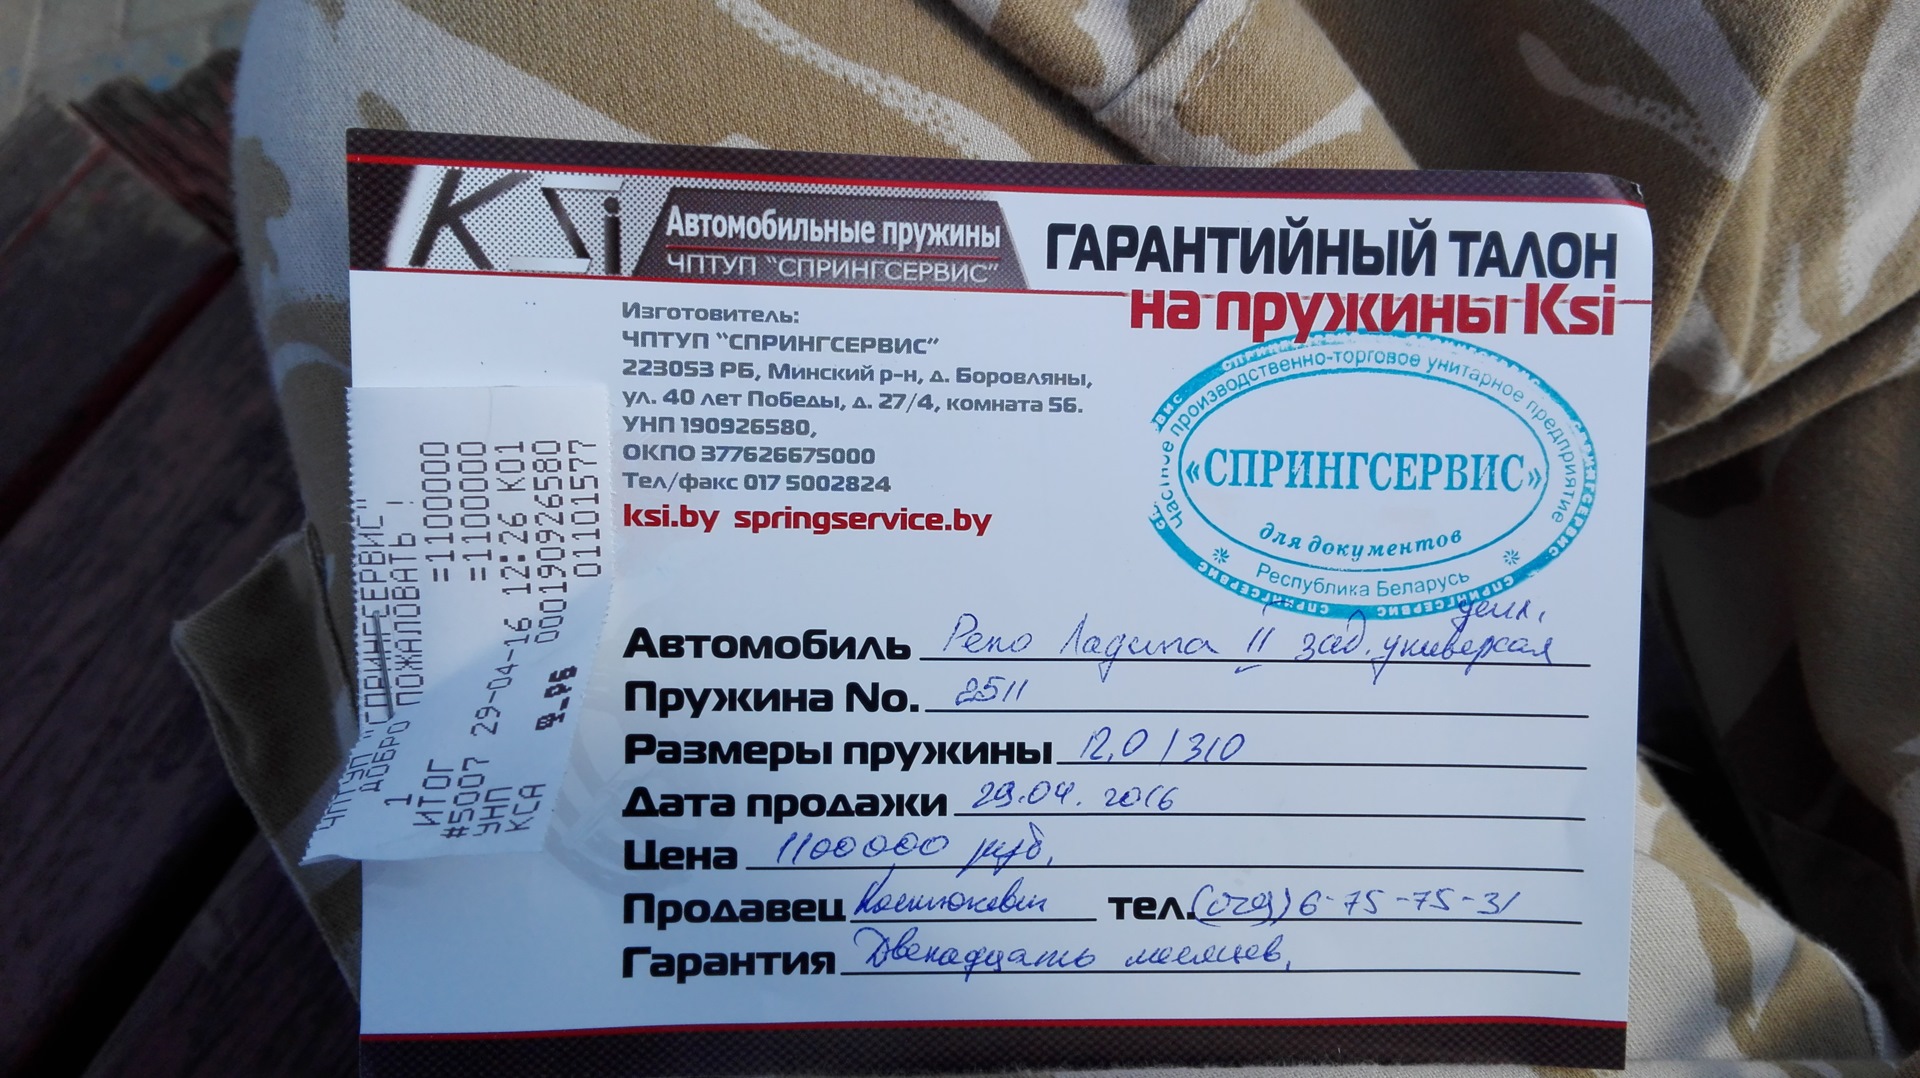 Ksi
Автомобильные пружины
ЧПТУП "СПРИНГСЕРВИС"
ГАРАНТИЙНЫЙ ТАЛОН
на пружины Ksi
Изготовитель:
ЧПТУП "СПРИНГСЕРВИС"
223053 РБ, Минский р-н, д. Боровляны,
ул. 40 лет Победы, д. 27/4, комната 56.
УНП 190926580,
ОКПО 377626675000
Тел/факс 017 5002824
ksi.by springservice.by
Частное производственно-торговое унитарное предприятие
«СПРИНГСЕРВИС»
для документов
Республика Беларусь
ЧПТУП "СПРИНГСЕРВИС"
ДОБРО ПОЖАЛОВАТЬ !
1 =1100000
ИТОГ =1100000
#5007 29-04-16 12:26 К01
УНП 000190926580
КСА 01101577
Автомобиль Рено Лагуна II зад. универсал
Пружина No. 2511
Размеры пружины 12,0 / 310
Дата продажи 29.04.2016
Цена 1100000 руб.
Продавец тел. (029) 6-75-75-31
Гарантия Двенадцать месяцев.